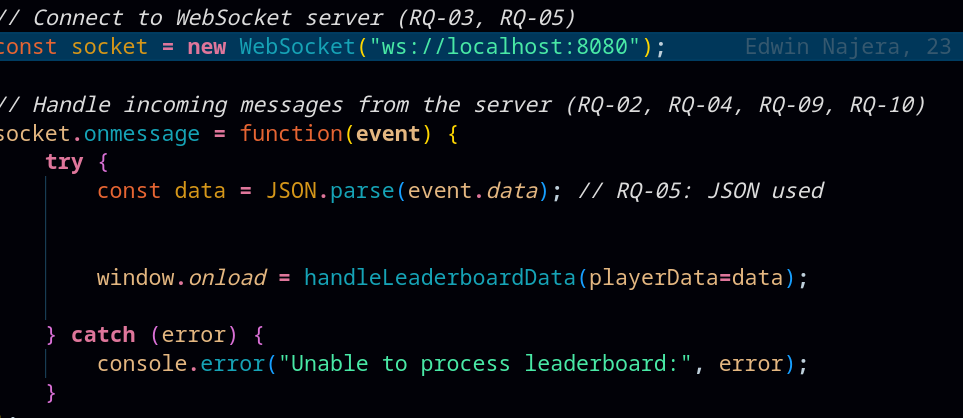 // Connect to WebSocket server (RQ-03, RQ-05)
const socket = new WebSocket("ws://localhost:8080"); Edwin Najera, 23
// Handle incoming messages from the server (RQ-02, RQ-04, RQ-09, RQ-10)
socket.onmessage = function(event) {
try {
const data = JSON.parse(event.data); // RQ-05: JSON used
window.onload = handleLeaderboardData(playerData=data);
} catch (error) {
console.error("Unable to process leaderboard:", error);
}